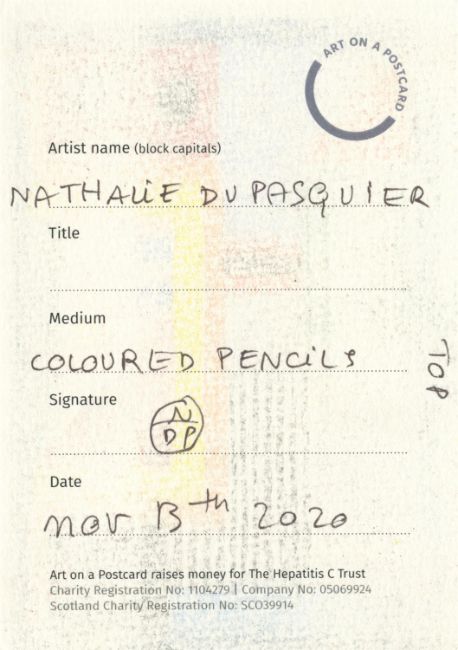 ART ON A POSTCARD
Artist name (block capitals)
NATHALiE DU PASQUIER
Title
Medium
COLOURED PENCilS
TOP
Signature
N
DP
Date
nov 13th 2020
Art on a Postcard raises money for The Hepatitis C Trust
Charity Registration No: 1104279 | Company No: 05069924
Scotland Charity Registration No: SCO39914